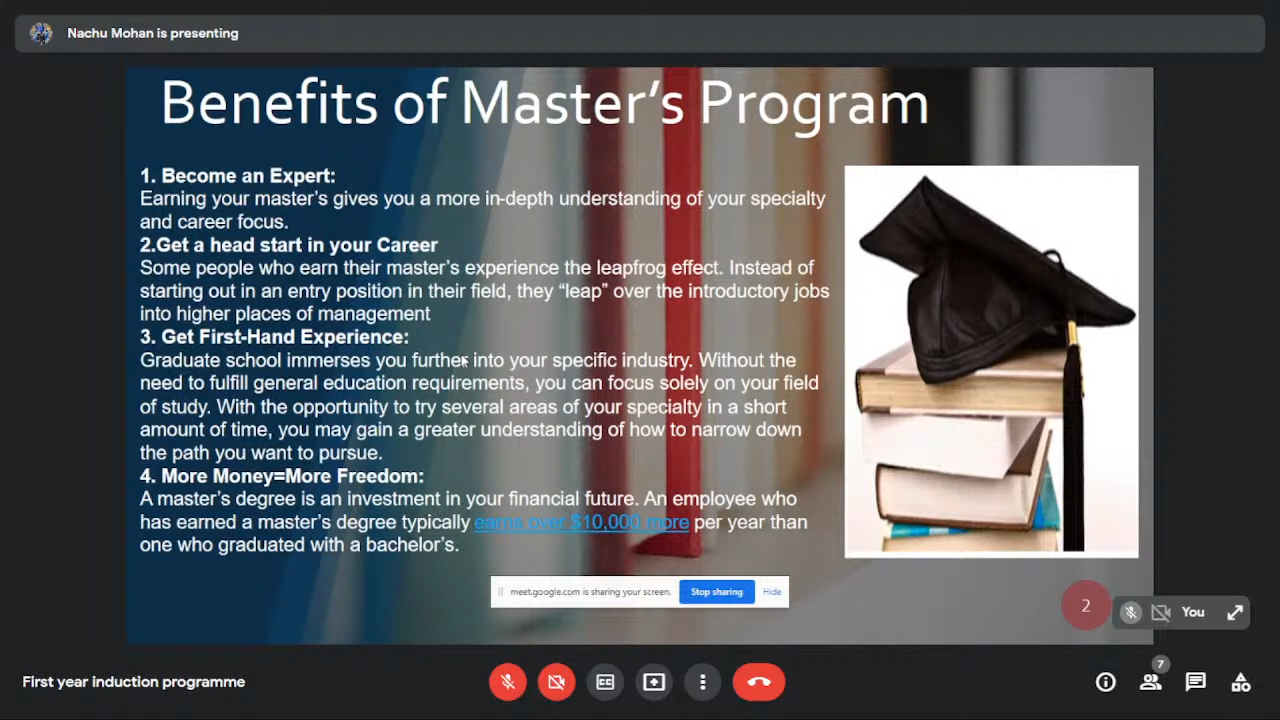 Nachu Mohan is presenting
Benefits of Master's Program
1. Become an Expert:
Earning your master's gives you a more in-depth understanding of your specialty
and career focus.
2.Get a head start in your Career
Some people who earn their master's experience the leapfrog effect. Instead of
starting out in an entry position in their field, they “leap” over the introductory jobs
into higher places of management
3. Get First-Hand Experience:
Graduate school immerses you further into your specific industry. Without the
need to fulfill general education requirements, you can focus solely on your field
of study. With the opportunity to try several areas of your specialty in a short
amount of time, you may gain a greater understanding of how to narrow down
the path you want to pursue.
4. More Money=More Freedom:
A master's degree is an investment in your financial future. An employee who
has earned a master's degree typically earns over $10,000 more per year than
one who graduated with a bachelor's.
meet.google.com is sharing your screen. Stop sharing Hide
2
You
First year induction programme
CC
7